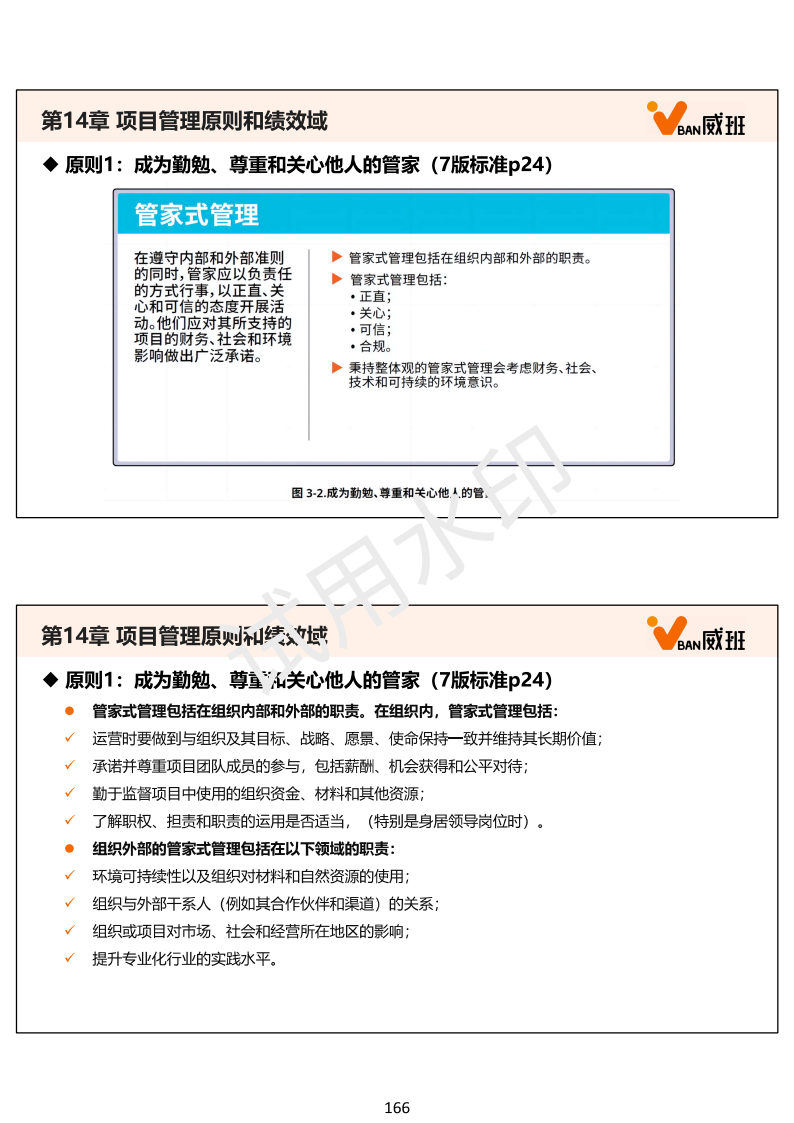 第14章 项目管理原则和绩效域
VBAN威班
◆ 原则1：成为勤勉、尊重和关心他人的管家（7版标准p24）
管家式管理
在遵守内部和外部准则
的同时，管家应以负责任
的方式行事，以正直、关
心和可信的态度开展活
动。他们应对其所支持的
项目的财务、社会和环境
影响做出广泛承诺。
▶ 管家式管理包括在组织内部和外部的职责。
▶ 管家式管理包括：
• 正直；
• 关心；
• 可信；
• 合规。
▶ 秉持整体观的管家式管理会考虑财务、社会、
技术和可持续的环境意识。
图 3-2.成为勤勉、尊重和关心他人的管
试用水印
第14章 项目管理原则和绩效域
VBAN威班
◆ 原则1：成为勤勉、尊重和关心他人的管家（7版标准p24）
● 管家式管理包括在组织内部和外部的职责。在组织内，管家式管理包括：
✓ 运营时要做到与组织及其目标、战略、愿景、使命保持一致并维持其长期价值；
✓ 承诺并尊重项目团队成员的参与，包括薪酬、机会获得和公平对待；
✓ 勤于监督项目中使用的组织资金、材料和其他资源；
✓ 了解职权、担责和职责的运用是否适当，（特别是身居领导岗位时）。
● 组织外部的管家式管理包括在以下领域的职责：
✓ 环境可持续性以及组织对材料和自然资源的使用；
✓ 组织与外部干系人（例如其合作伙伴和渠道）的关系；
✓ 组织或项目对市场、社会和经营所在地区的影响；
✓ 提升专业化行业的实践水平。
166